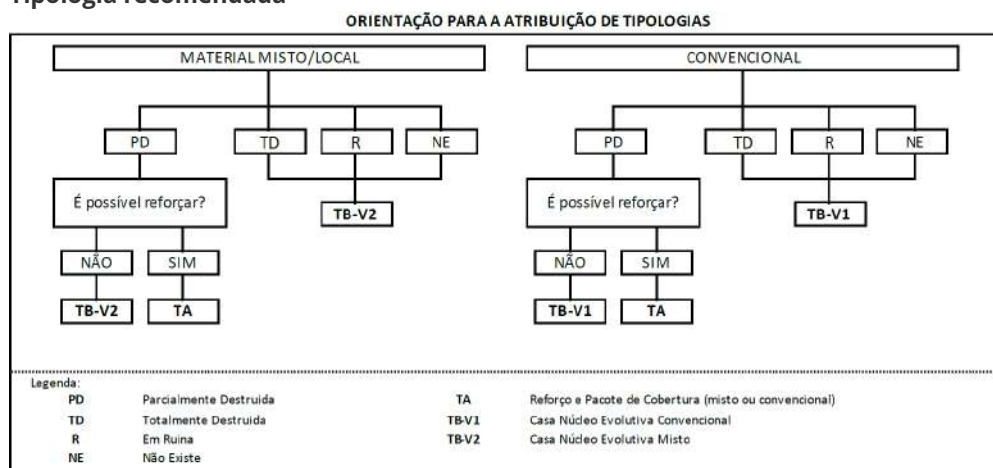 Tipologia recomendada
ORIENTAÇÃO PARA A ATRIBUIÇÃO DE TIPOLOGIAS
MATERIAL MISTO/LOCAL
CONVENCIONAL
PD TD R NE
PD TD R NE
É possível reforçar?
TB-V2
É possível reforçar?
TB-V1
NÃO SIM
NÃO SIM
TB-V2 TA
TB-V1 TA
Legenda:
PD Parcialmente Destruida TA Reforço e Pacote de Cobertura (misto ou convencional)
TD Totalmente Destruida TB-V1 Casa Núcleo Evolutiva Convencional
R Em Ruina TB-V2 Casa Núcleo Evolutiva Misto
NE Não Existe